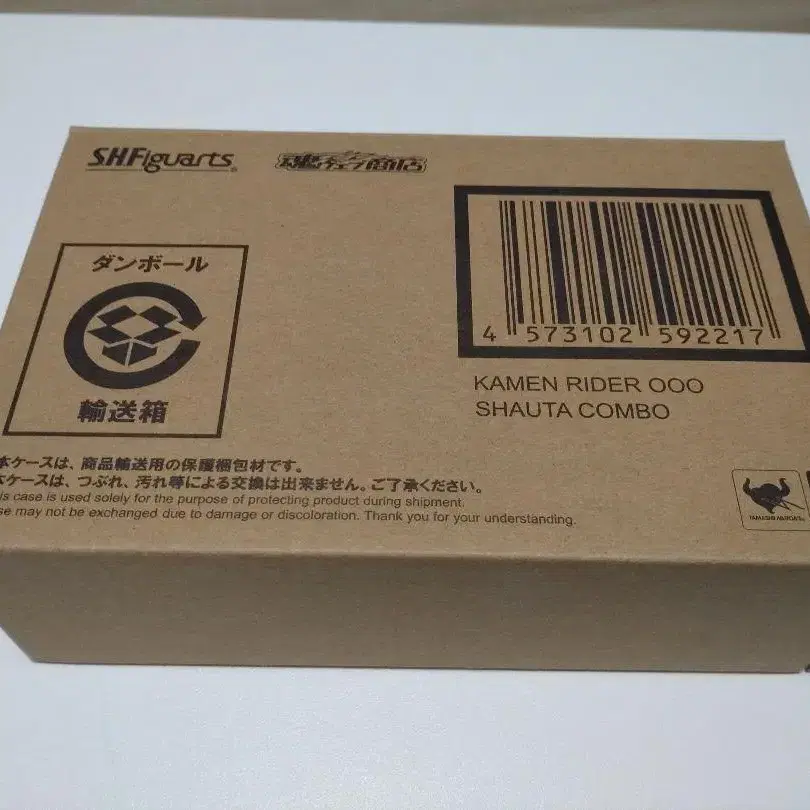 S.H.Figuarts
魂ウェブ商店
ダンボール
輸送箱
4 573102 592217
KAMEN RIDER OOO
SHAUTA COMBO
本ケースは、商品輸送用の保護梱包材です。
本ケースは、つぶれ、汚れ等による交換は出来ません。ご了承ください。
is case is used solely for the purpose of protecting product during shipment.
se may not be exchanged due to damage or discoloration. Thank you for your understanding.
TAMASHII NATIONS